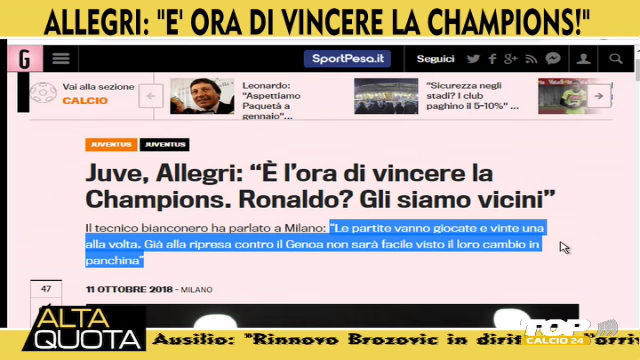 ALLEGRI: "E' ORA DI VINCERE LA CHAMPIONS!"
G
SportPesa.it
Seguici
Vai alla sezione
CALCIO
Leonardo:
"Aspettiamo
Paquetà a
gennaio"...
"Sicurezza negli
stadi? I club
paghino il 5-10%" ...
JUVENTUS JUVENTUS
Juve, Allegri: “È l’ora di vincere la
Champions. Ronaldo? Gli siamo vicini”
Il tecnico bianconero ha parlato a Milano: "Le partite vanno giocate e vinte una
alla volta. Già alla ripresa contro il Genoa non sarà facile visto il loro cambio in
panchina"
11 OTTOBRE 2018 - MILANO
47
ALTA
QUOTA
Ausilio: "Rinnovo Brozovic in
TOP
CALCIO 24